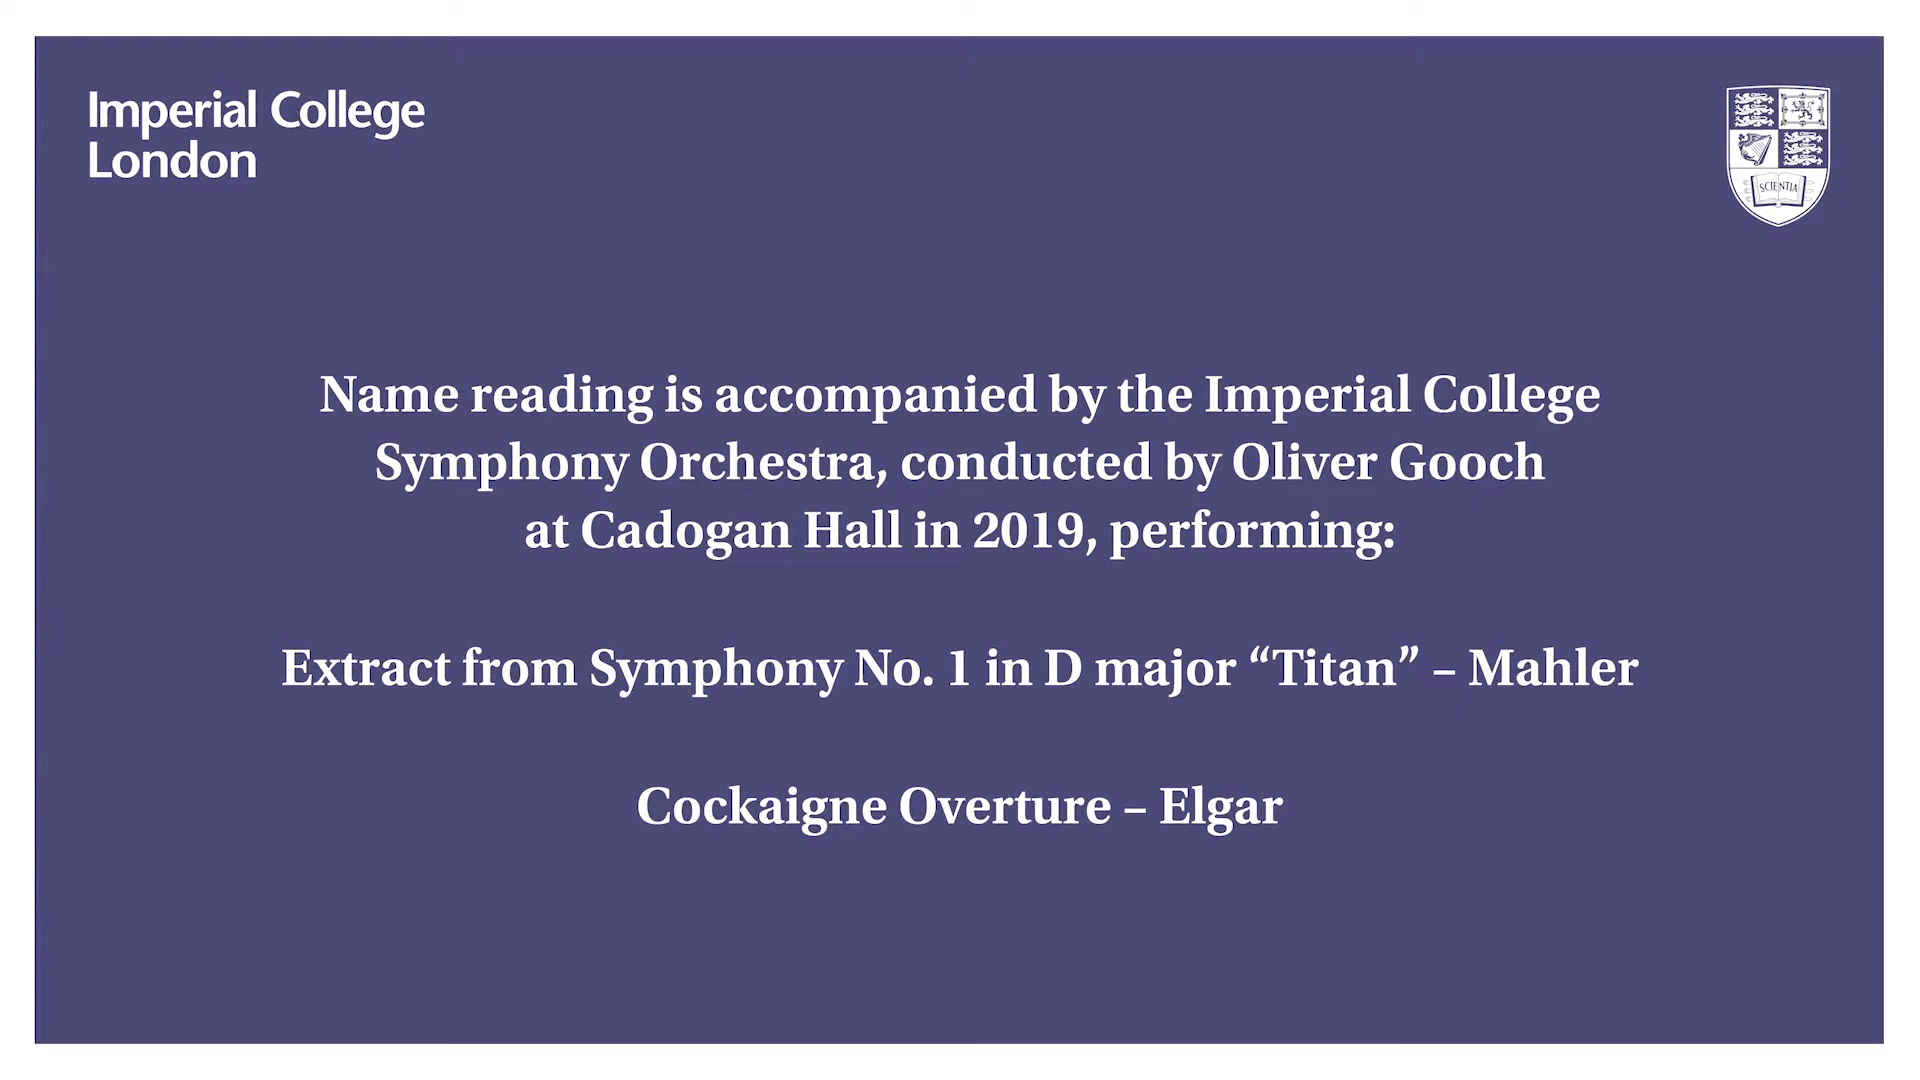 Imperial College
London
SCIENTIA
Name reading is accompanied by the Imperial College
Symphony Orchestra, conducted by Oliver Gooch
at Cadogan Hall in 2019, performing:
Extract from Symphony No. 1 in D major “Titan” – Mahler
Cockaigne Overture – Elgar